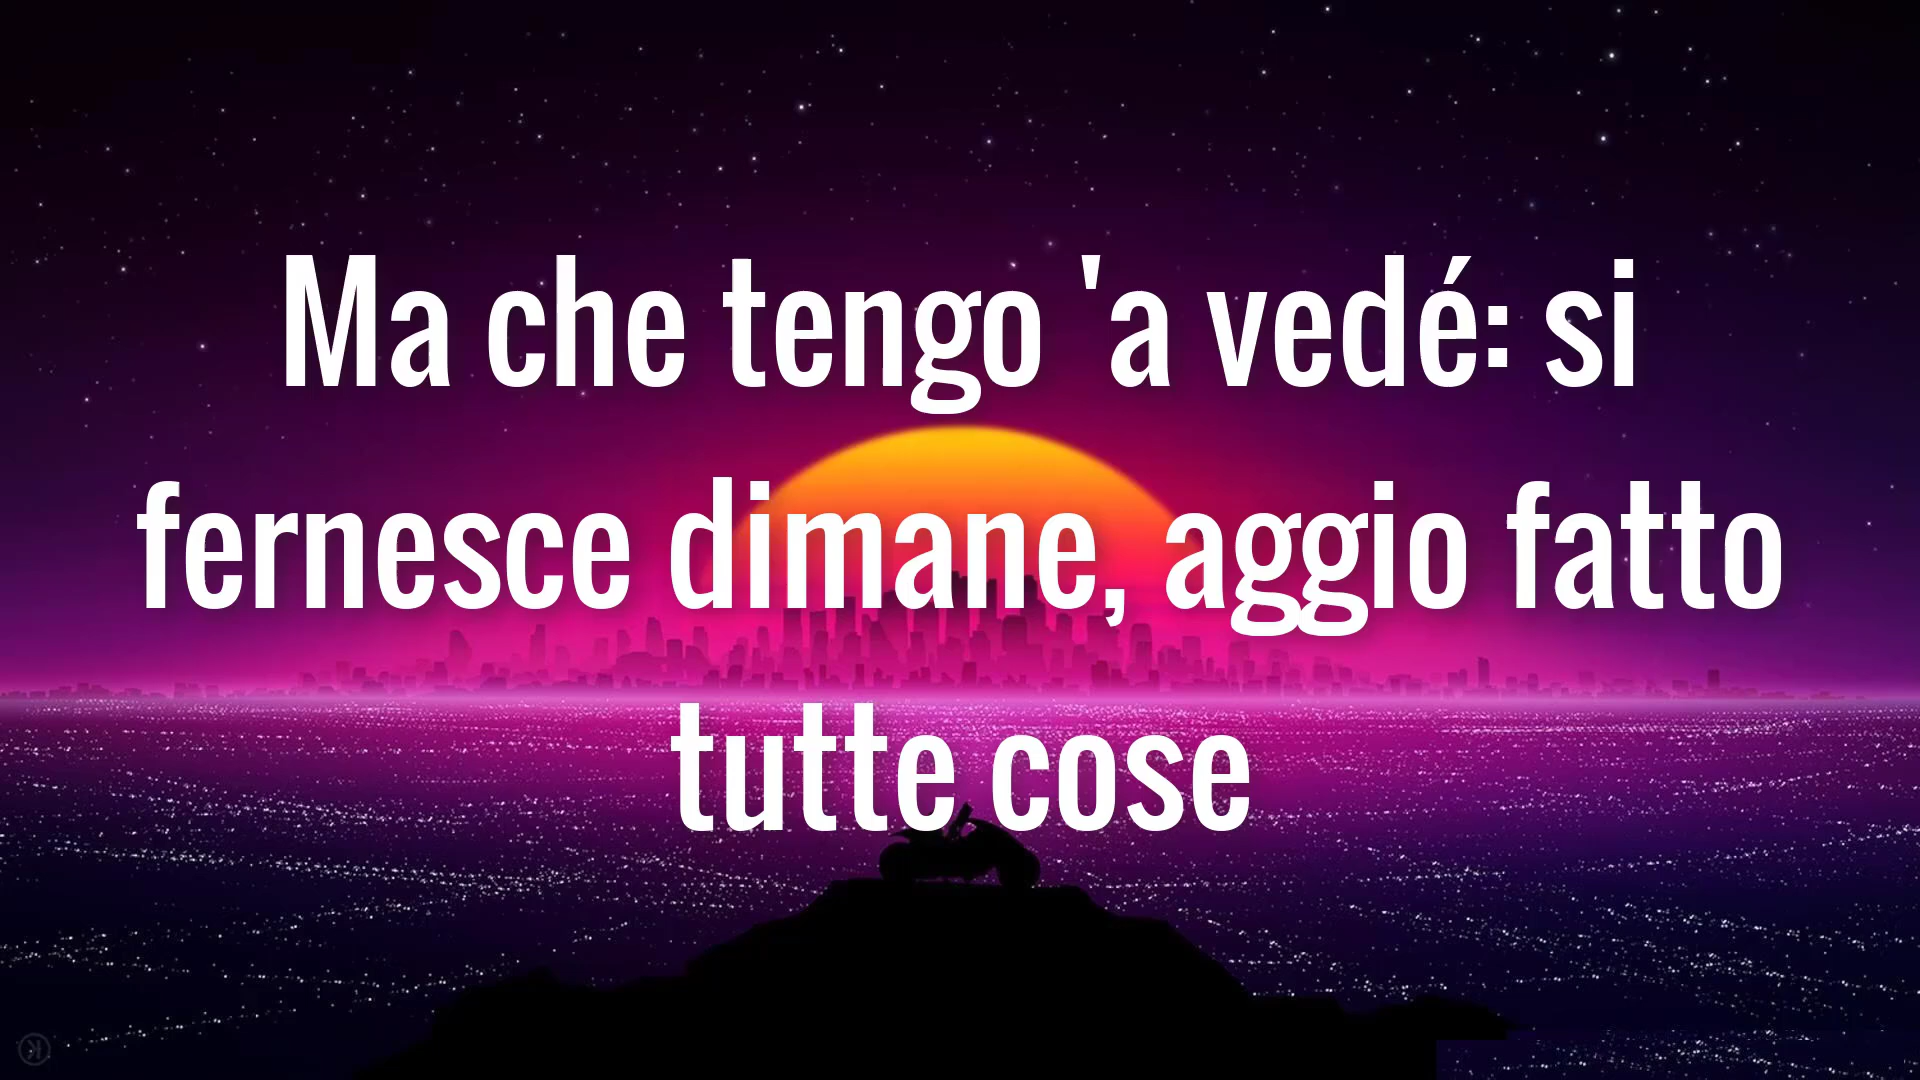 Ma che tengo 'a vedé: si
fernesce dimane, aggio fatto
tutte cose